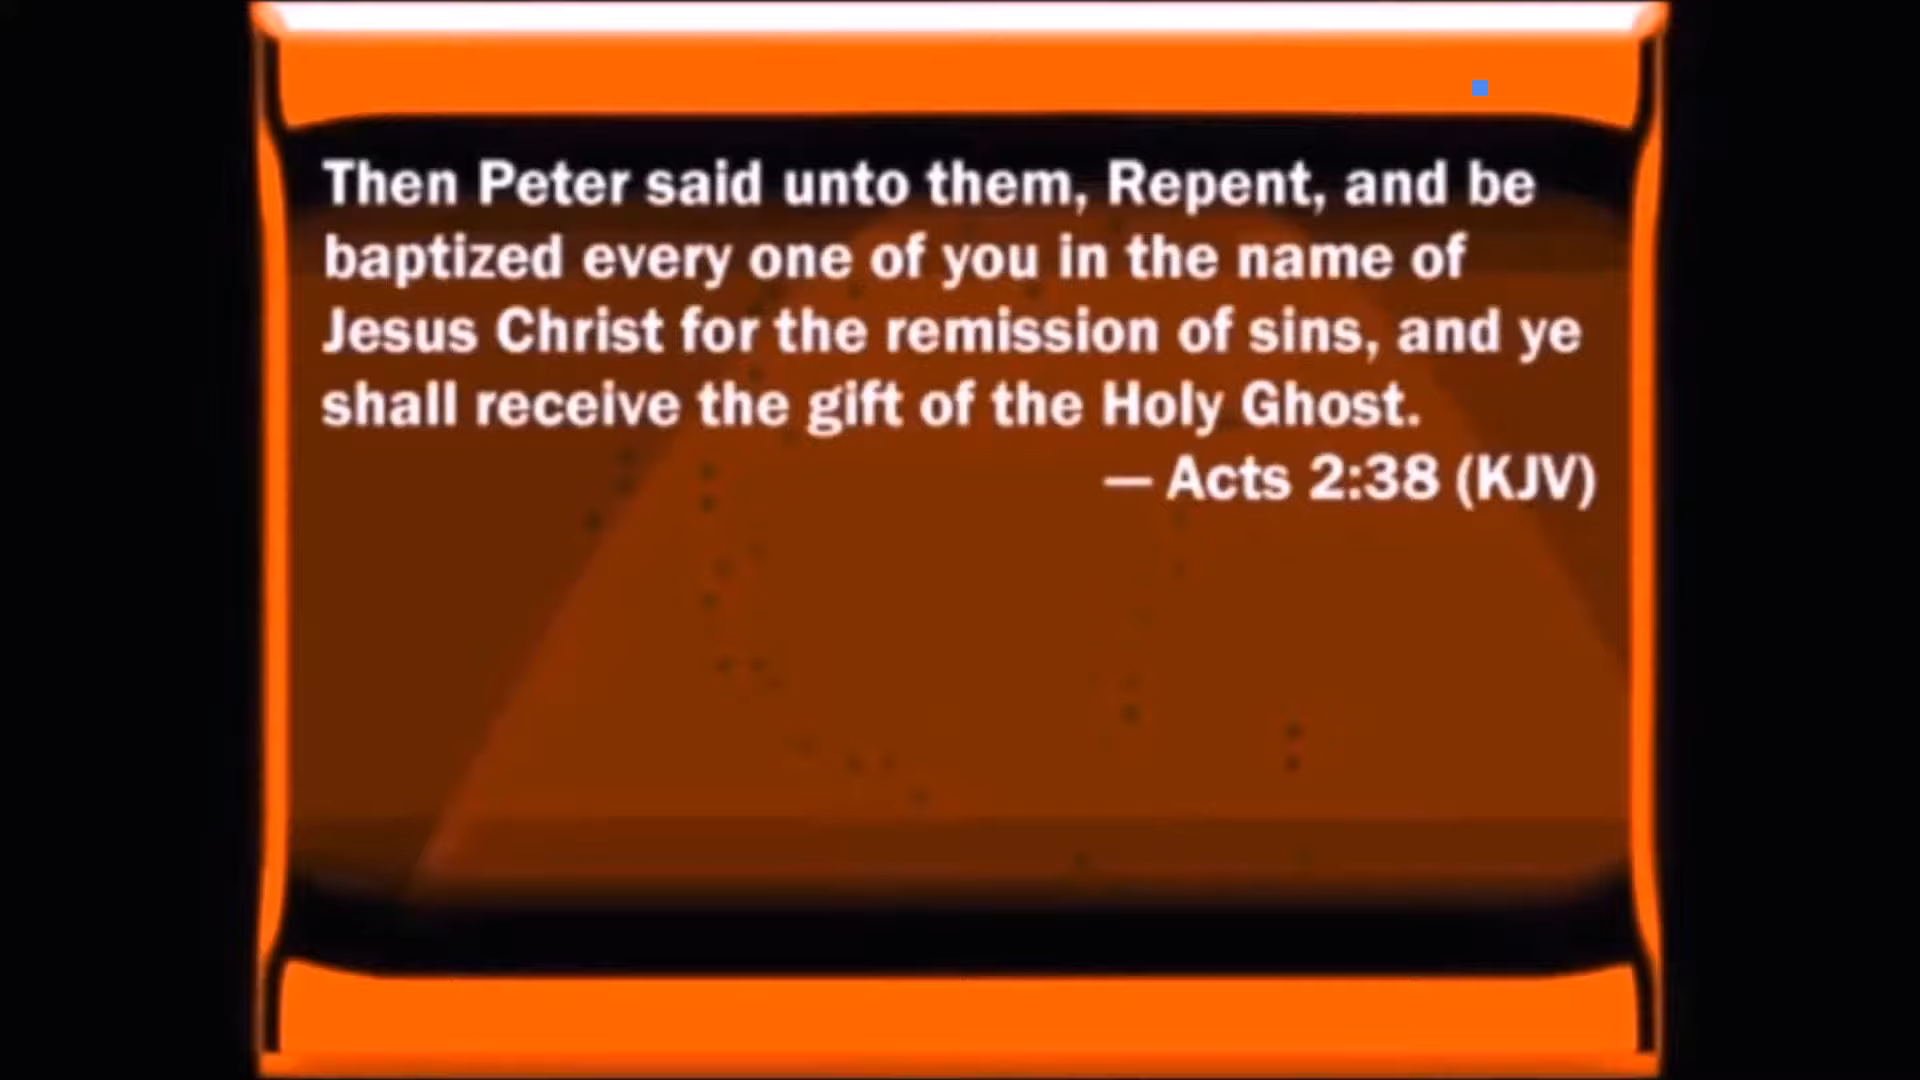 Then Peter said unto them, Repent, and be
baptized every one of you in the name of
Jesus Christ for the remission of sins, and ye
shall receive the gift of the Holy Ghost.
— Acts 2:38 (KJV)